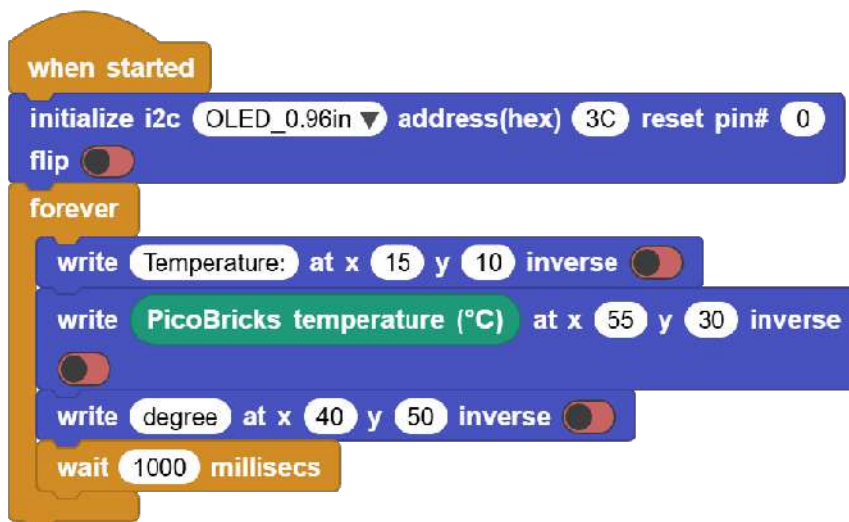 when started
initialize i2c OLED_0.96in address(hex) 3C reset pin# 0
flip
forever
write Temperature: at x 15 y 10 inverse
write PicoBricks temperature (°C) at x 55 y 30 inverse
write degree at x 40 y 50 inverse
wait 1000 millisecs